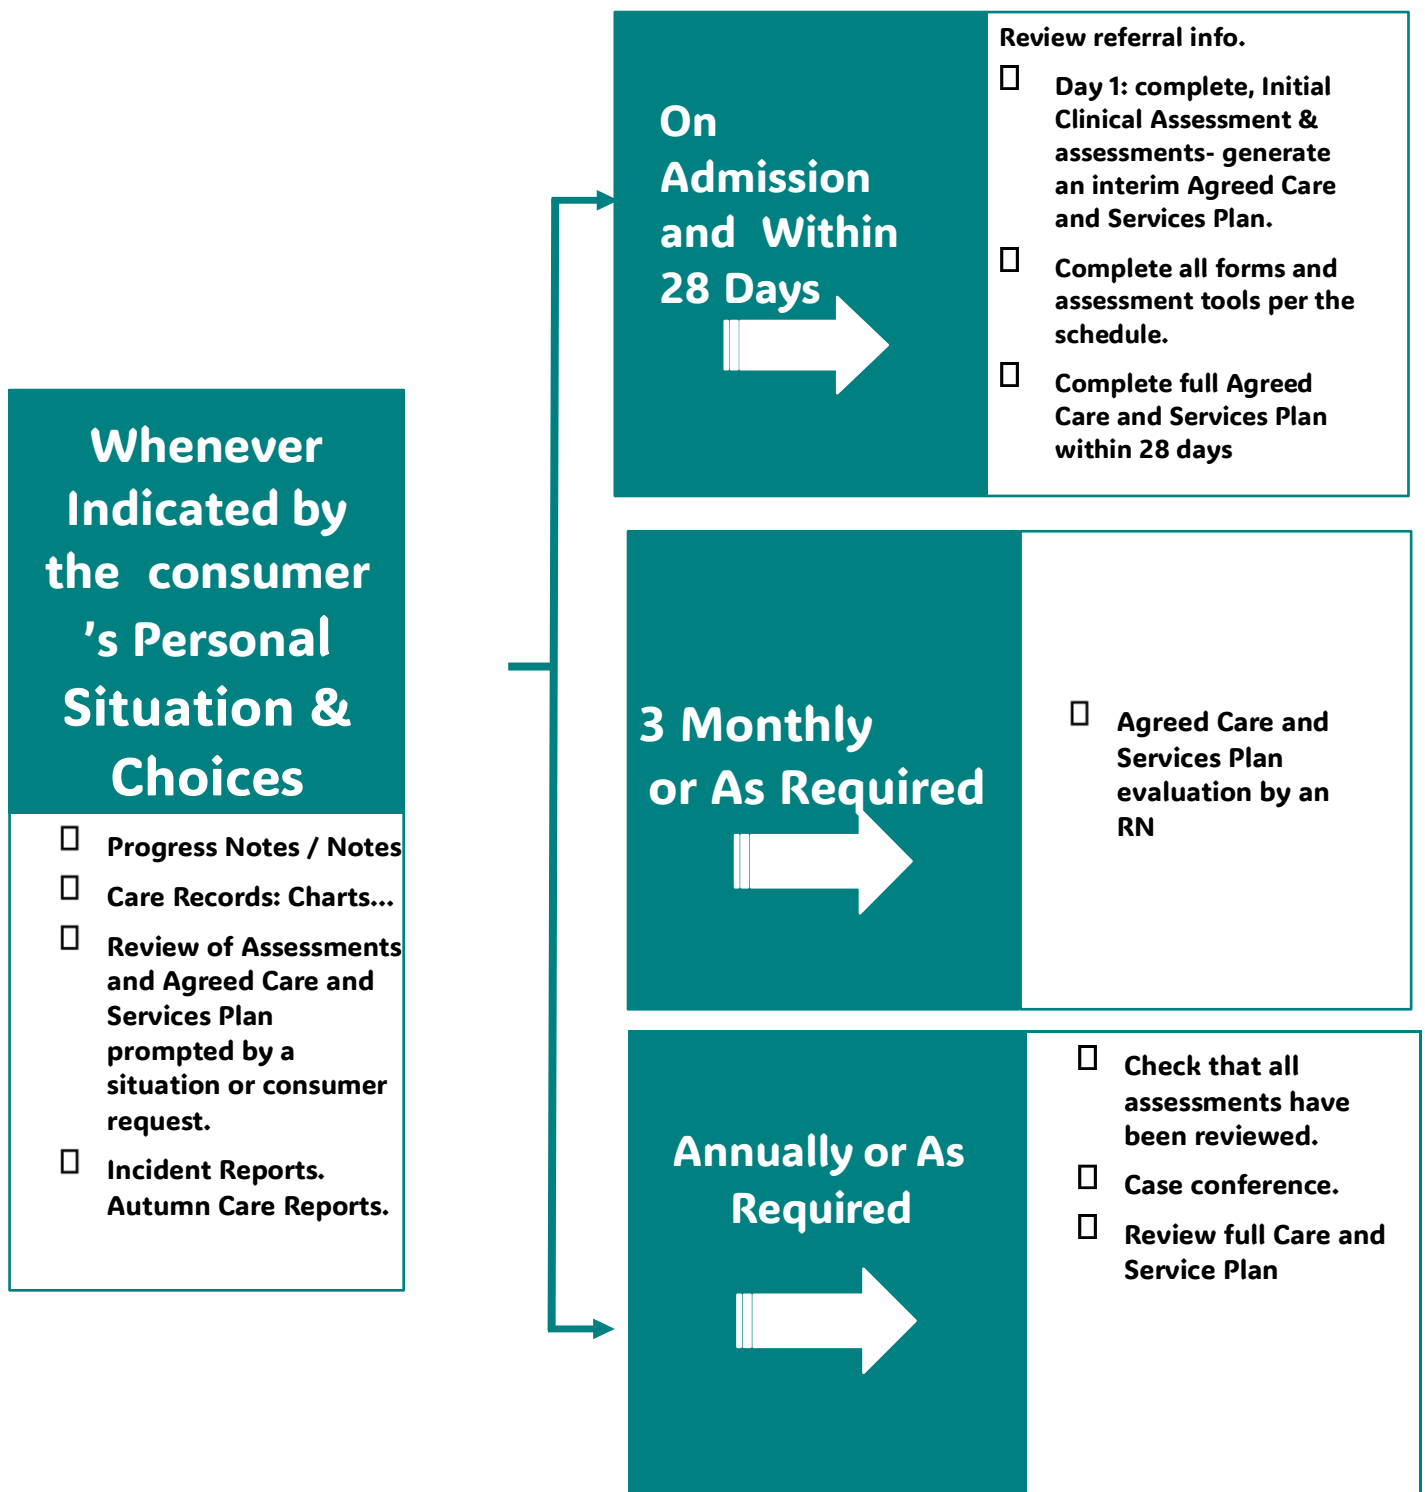 Whenever
Indicated by
the consumer
's Personal
Situation &
Choices
Progress Notes / Notes
Care Records: Charts...
Review of Assessments
and Agreed Care and
Services Plan
prompted by a
situation or consumer
request.
Incident Reports.
Autumn Care Reports.
On
Admission
and Within
28 Days
Review referral info.
Day 1: complete, Initial
Clinical Assessment &
assessments- generate
an interim Agreed Care
and Services Plan.
Complete all forms and
assessment tools per the
schedule.
Complete full Agreed
Care and Services Plan
within 28 days
3 Monthly
or As Required
Agreed Care and
Services Plan
evaluation by an
RN
Annually or As
Required
Check that all
assessments have
been reviewed.
Case conference.
Review full Care and
Service Plan